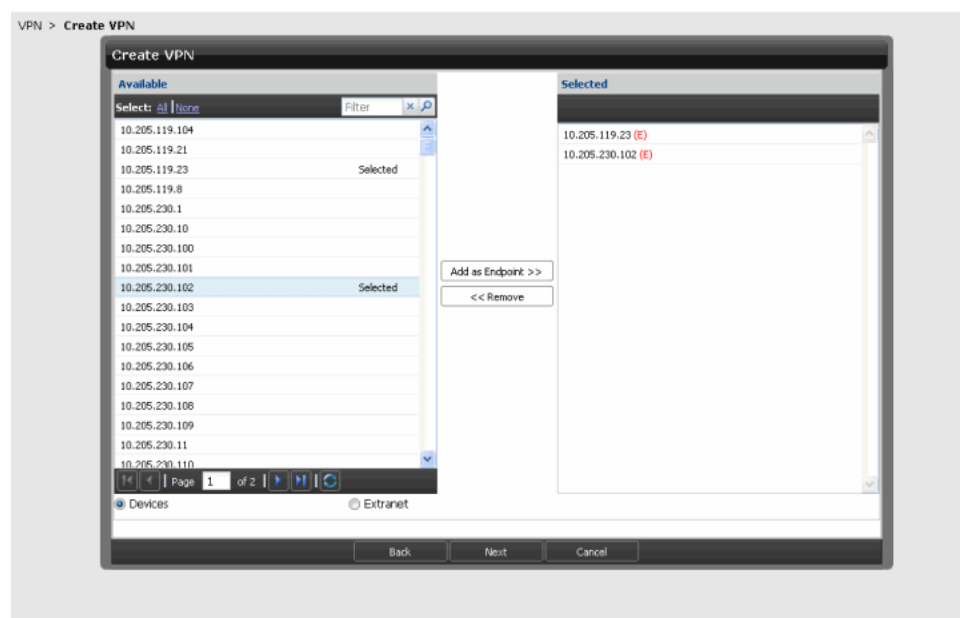 VPN > Create VPN
Create VPN
Available
Selected
Select: All | None
Filter
10.205.119.104
10.205.119.21
10.205.119.23 Selected
10.205.119.8
10.205.230.1
10.205.230.10
10.205.230.100
10.205.230.101
10.205.230.102 Selected
10.205.230.103
10.205.230.104
10.205.230.105
10.205.230.106
10.205.230.107
10.205.230.108
10.205.230.109
10.205.230.11
10.205.230.110
Page 1 of 2
Devices
Extranet
Add as Endpoint >>
<< Remove
10.205.119.23 (E)
10.205.230.102 (E)
Back
Next
Cancel